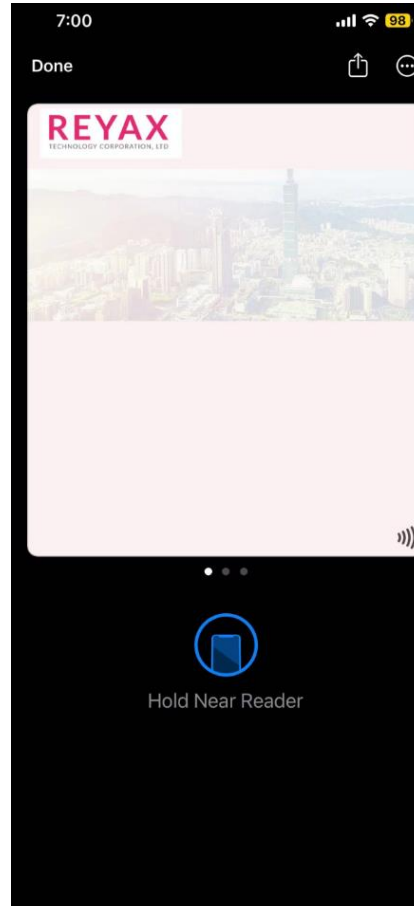 7:00
98
Done
REYAX
TECHNOLOGY CORPORATION, LTD
Hold Near Reader